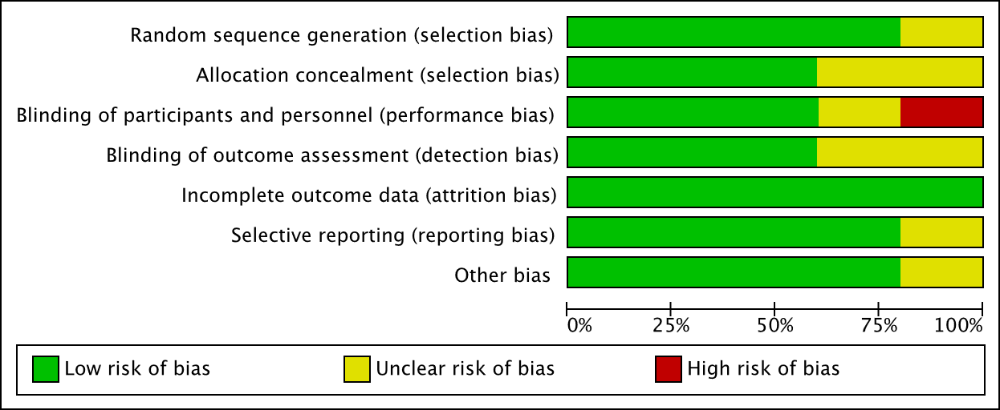 Random sequence generation (selection bias)
Allocation concealment (selection bias)
Blinding of participants and personnel (performance bias)
Blinding of outcome assessment (detection bias)
Incomplete outcome data (attrition bias)
Selective reporting (reporting bias)
Other bias
0% 25% 50% 75% 100%
Low risk of bias Unclear risk of bias High risk of bias